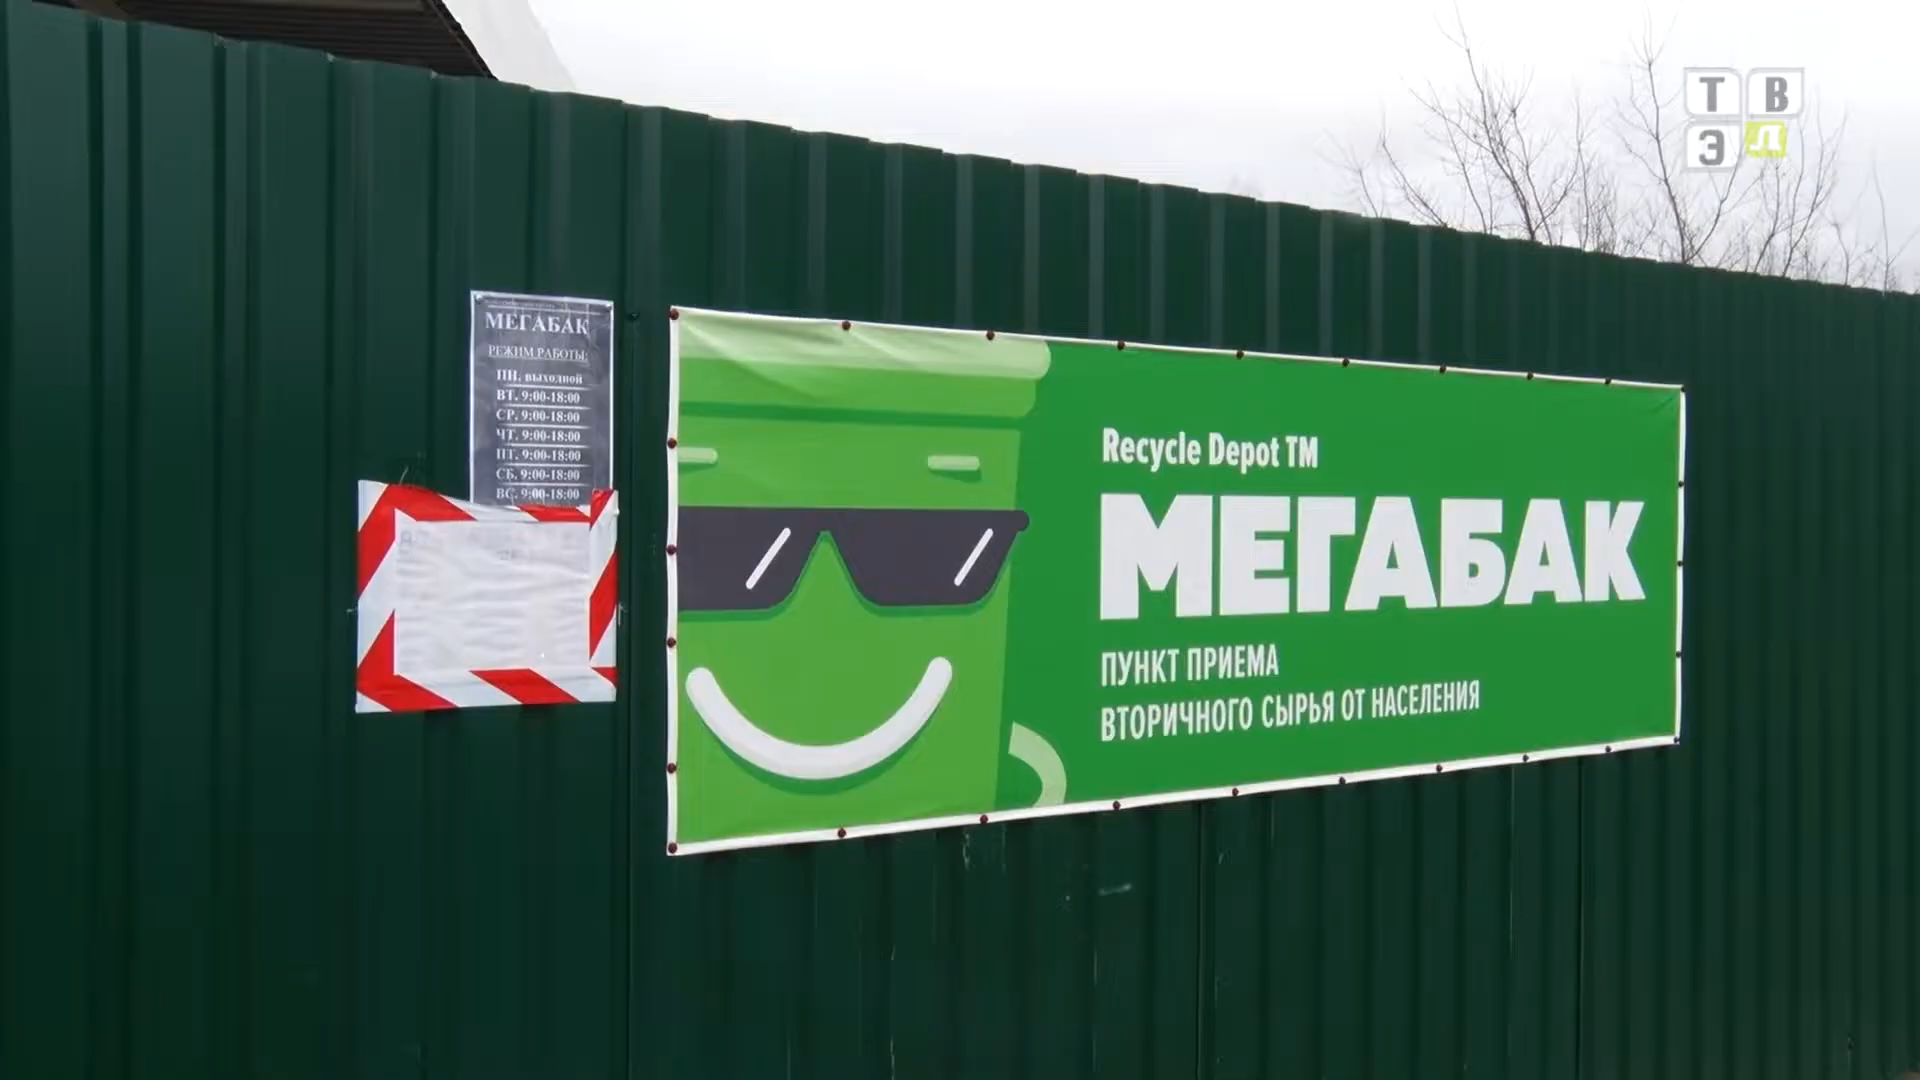 ТВ
ЭЛ
МЕГАБАК
РЕЖИМ РАБОТЫ:
ПН. выходной
ВТ. 9:00-18:00
СР. 9:00-18:00
ЧТ. 9:00-18:00
ПТ. 9:00-18:00
СБ. 9:00-18:00
ВС. 9:00-18:00
Recycle Depot TM
МЕГАБАК
ПУНКТ ПРИЕМА
ВТОРИЧНОГО СЫРЬЯ ОТ НАСЕЛЕНИЯ